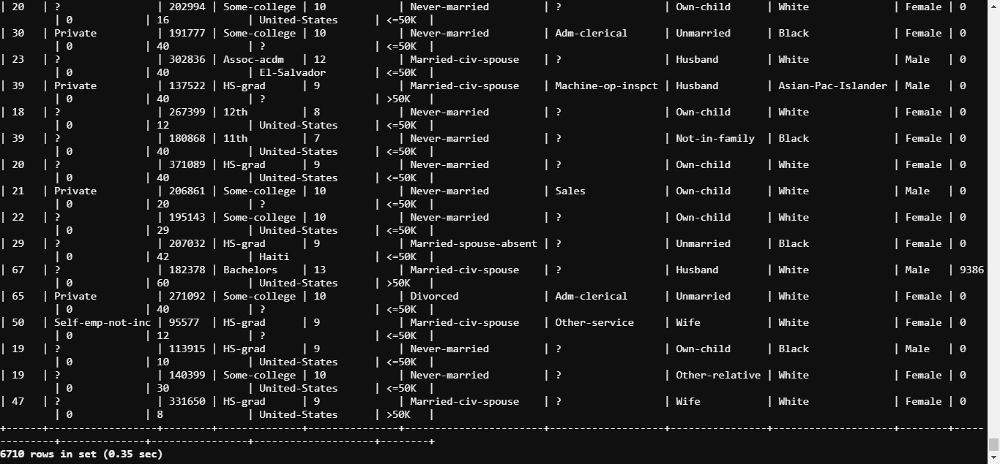 | 20   | ?                | 202994 | Some-college | 10              | Never-married         | ?                 | Own-child      | White              | Female | 0
         | 0            | 16               | United-States      | <=50K  |
| 30   | Private          | 191777 | Some-college | 10              | Never-married         | Adm-clerical      | Unmarried      | Black              | Female | 0
         | 0            | 40               | ?                  | <=50K  |
| 23   | ?                | 302836 | Assoc-acdm   | 12              | Married-civ-spouse    | ?                 | Husband        | White              | Male   | 0
         | 0            | 40               | El-Salvador        | <=50K  |
| 39   | Private          | 137522 | HS-grad      | 9               | Married-civ-spouse    | Machine-op-inspct | Husband        | Asian-Pac-Islander | Male   | 0
         | 0            | 40               | ?                  | >50K   |
| 18   | ?                | 267399 | 12th         | 8               | Never-married         | ?                 | Own-child      | White              | Female | 0
         | 0            | 12               | United-States      | <=50K  |
| 39   | ?                | 180868 | 11th         | 7               | Never-married         | ?                 | Not-in-family  | Black              | Female | 0
         | 0            | 40               | United-States      | <=50K  |
| 20   | ?                | 371089 | HS-grad      | 9               | Never-married         | ?                 | Own-child      | White              | Female | 0
         | 0            | 40               | United-States      | <=50K  |
| 21   | Private          | 206861 | Some-college | 10              | Never-married         | Sales             | Own-child      | White              | Male   | 0
         | 0            | 20               | ?                  | <=50K  |
| 22   | ?                | 195143 | Some-college | 10              | Never-married         | ?                 | Own-child      | White              | Female | 0
         | 0            | 29               | United-States      | <=50K  |
| 29   | ?                | 207032 | HS-grad      | 9               | Married-spouse-absent | ?                 | Unmarried      | Black              | Female | 0
         | 0            | 42               | Haiti              | <=50K  |
| 67   | ?                | 182378 | Bachelors    | 13              | Married-civ-spouse    | ?                 | Husband        | White              | Male   | 9386
         | 0            | 60               | United-States      | >50K   |
| 65   | Private          | 271092 | Some-college | 10              | Divorced              | Adm-clerical      | Unmarried      | White              | Female | 0
         | 0            | 40               | ?                  | <=50K  |
| 50   | Self-emp-not-inc | 95577  | HS-grad      | 9               | Married-civ-spouse    | Other-service     | Wife           | White              | Female | 0
         | 0            | 12               | ?                  | <=50K  |
| 19   | ?                | 113915 | HS-grad      | 9               | Never-married         | ?                 | Own-child      | Black              | Male   | 0
         | 0            | 10               | United-States      | <=50K  |
| 19   | ?                | 140399 | Some-college | 10              | Never-married         | ?                 | Other-relative | White              | Female | 0
         | 0            | 30               | United-States      | <=50K  |
| 47   | ?                | 331650 | HS-grad      | 9               | Married-civ-spouse    | ?                 | Wife           | White              | Female | 0
         | 0            | 8                | United-States      | >50K   |
+------+------------------+--------+--------------+-----------------+-----------------------+-------------------+----------------+--------------------+--------+-----
---------+--------------+----------------+--------------------+--------+
6710 rows in set (0.35 sec)